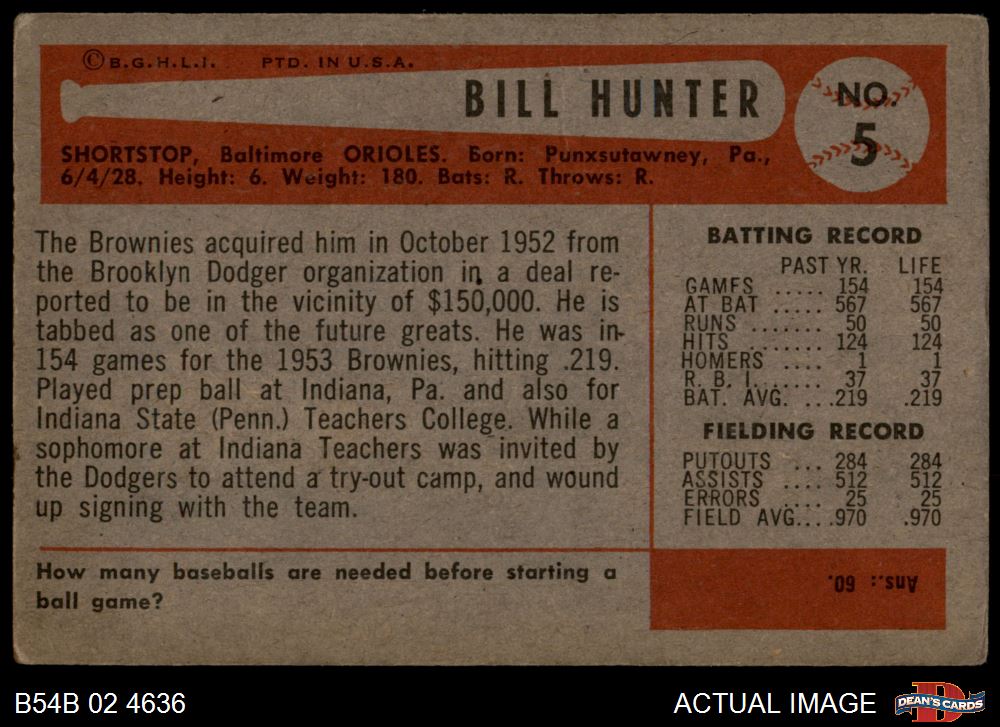 © B.G.H.L.I. PTD. IN U.S.A.
BILL HUNTER
NO.
5
SHORTSTOP, Baltimore ORIOLES. Born: Punxsutawney, Pa.,
6/4/28. Height: 6. Weight: 180. Bats: R. Throws: R.
The Brownies acquired him in October 1952 from
the Brooklyn Dodger organization in a deal re-
ported to be in the vicinity of $150,000. He is
tabbed as one of the future greats. He was in
154 games for the 1953 Brownies, hitting .219.
Played prep ball at Indiana, Pa. and also for
Indiana State (Penn.) Teachers College. While a
sophomore at Indiana Teachers was invited by
the Dodgers to attend a try-out camp, and wound
up signing with the team.
How many baseballs are needed before starting a
ball game?
BATTING RECORD
PAST YR. LIFE
GAMES ..... 154 154
AT BAT ..... 567 567
RUNS ....... 50 50
HITS ........ 124 124
HOMERS .... 1 1
R. B. I. ...... 37 37
BAT. AVG. ... .219 .219
FIELDING RECORD
PUTOUTS ... 284 284
ASSISTS .... 512 512
ERRORS .... 25 25
FIELD AVG. ... .970 .970
Ans.: 60.
B54B 02 4636
ACTUAL IMAGE
D
DEAN'S CARDS